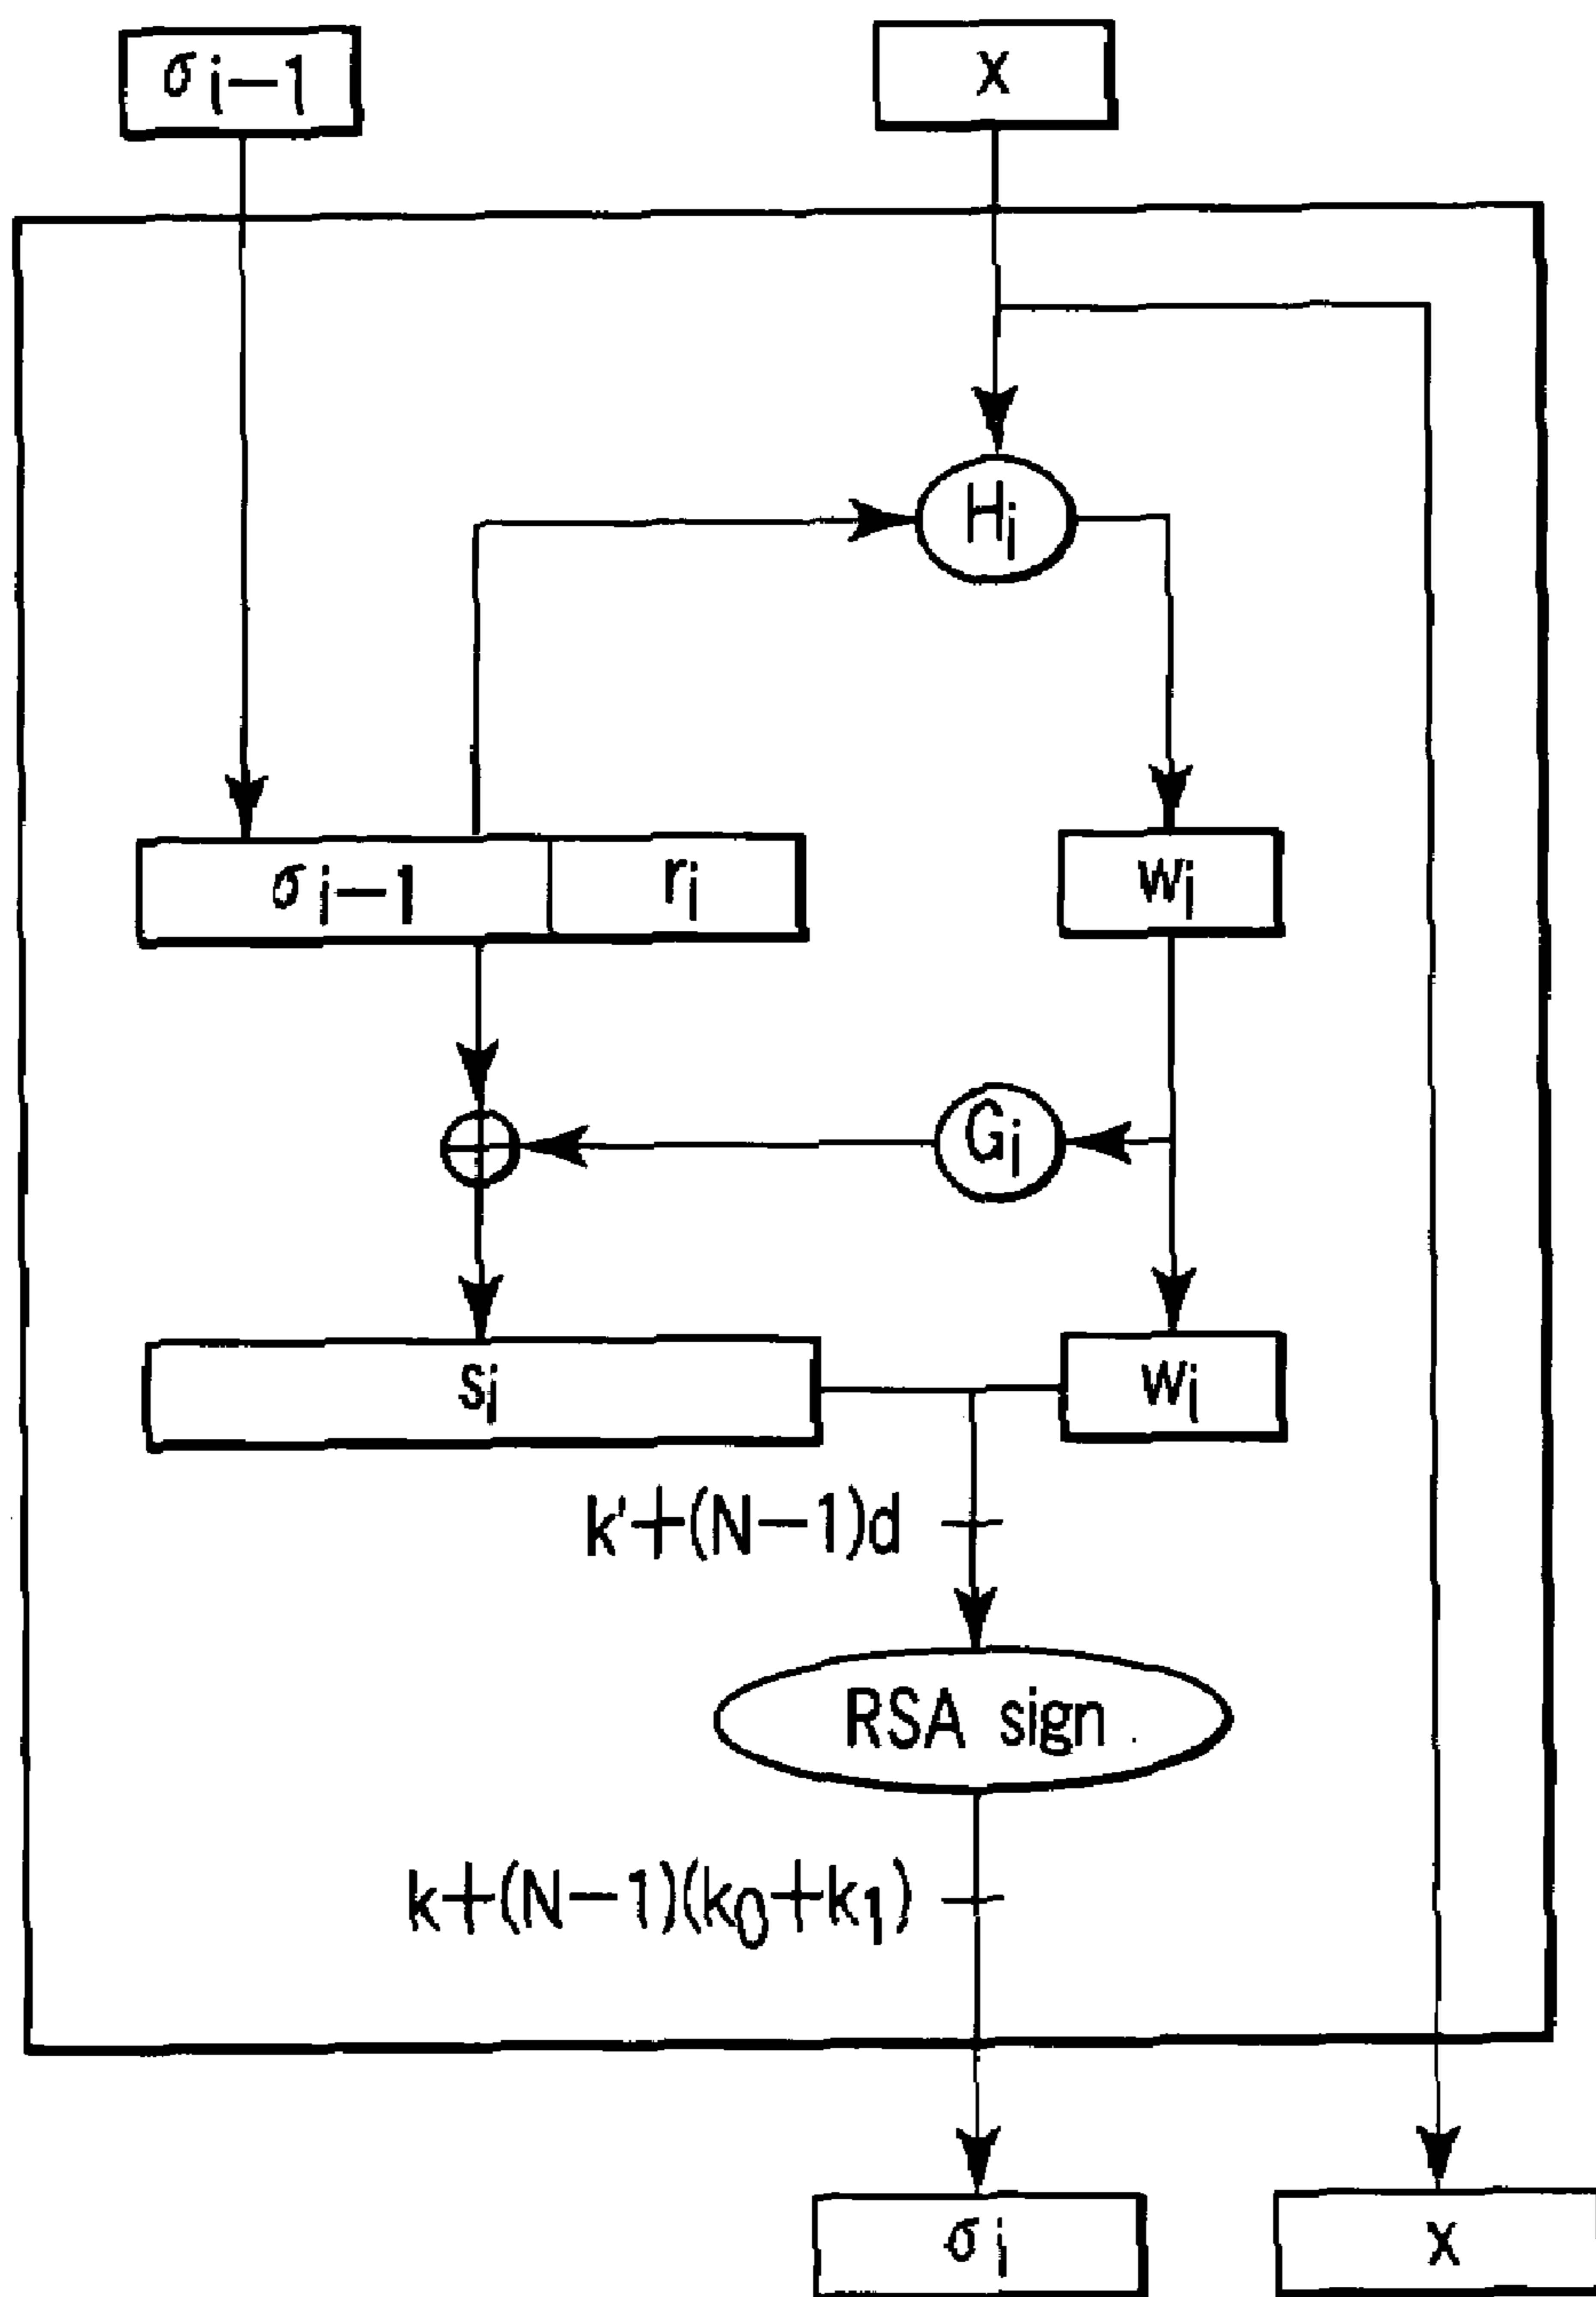 σi−1
x
Hi
σi−1
ri
wi
Gi
si
wi
k'+(N−1)d
RSA sign
k+(N−1)(k0+k1)
σi
x